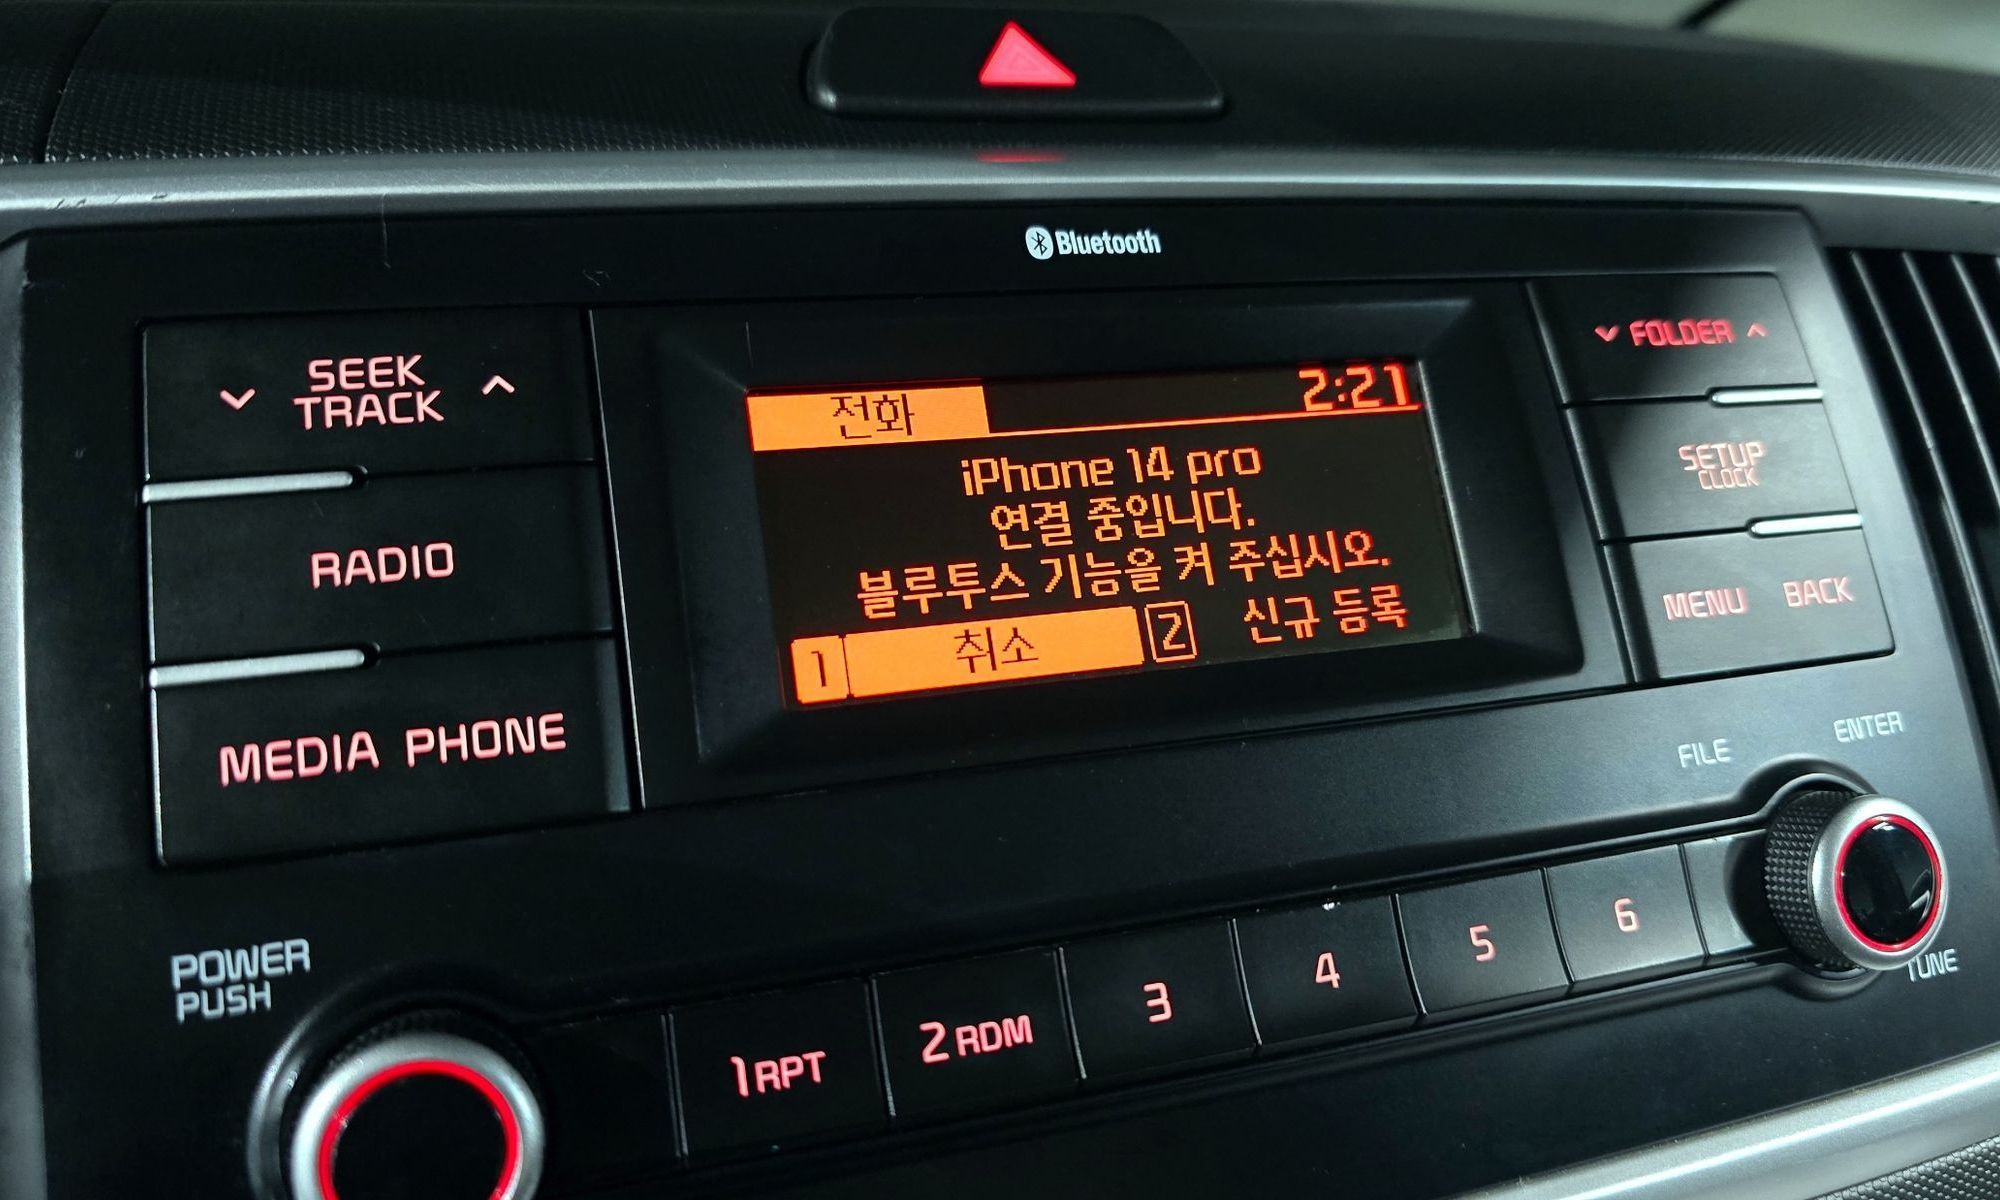 Bluetooth
SEEK
TRACK
RADIO
MEDIA PHONE
전화 2:21
iPhone 14 pro
연결 중입니다.
블루투스 기능을 켜 주십시오.
1 취소 2 신규 등록
FOLDER
SETUP
CLOCK
MENU BACK
FILE
ENTER
TUNE
POWER
PUSH
1 RPT 2 RDM 3 4 5 6